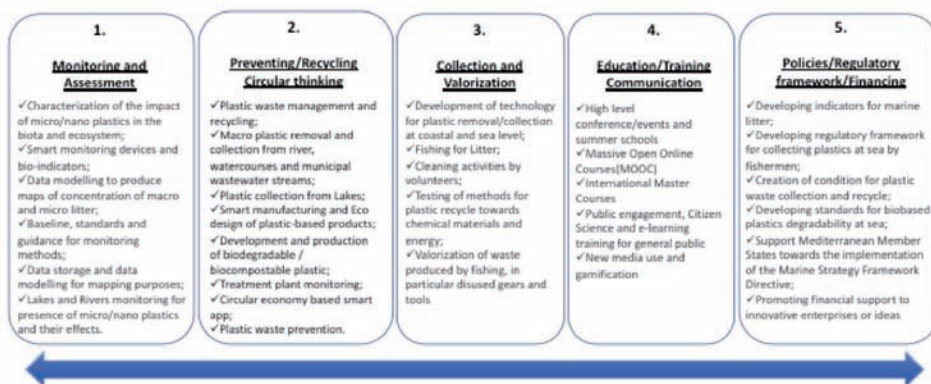 1.
Monitoring and
Assessment
✓Characterization of the impact
of micro/nano plastics in the
biota and ecosystem;
✓Smart monitoring devices and
bio-indicators;
✓Data modelling to produce
maps of concentration of macro
and micro litter;
✓Baseline, standards and
guidance for monitoring
methods;
✓Data storage and data
modelling for mapping purposes;
✓Lakes and Rivers monitoring for
presence of micro/nano plastics
and their effects.
2.
Preventing/Recycling
Circular thinking
✓Plastic waste management and
recycling;
✓Macro plastic removal and
collection from river,
watercourses and municipal
wastewater streams;
✓Plastic collection from Lakes;
✓Smart manufacturing and Eco
design of plastic-based products;
✓Development and production
of biodegradable /
biocompostable plastic;
✓Treatment plant monitoring;
✓Circular economy based smart
app;
✓Plastic waste prevention.
3.
Collection and
Valorization
✓Development of technology
for plastic removal/collection
at coastal and sea level;
✓Fishing for Litter;
✓Cleaning activities by
volunteers;
✓Testing of methods for
plastic recycle towards
chemical materials and
energy;
✓Valorization of waste
produced by fishing, in
particular disused gears and
tools
4.
Education/Training
Communication
✓High level
conference/events and
summer schools
✓Massive Open Online
Courses(MOOC)
✓International Master
Courses
✓Public engagement, Citizen
Science and e-learning
training for general public
✓New media use and
gamification
5.
Policies/Regulatory
framework/Financing
✓Developing indicators for marine
litter;
✓Developing regulatory framework
for collecting plastics at sea by
fishermen;
✓Creation of condition for plastic
waste collection and recycle;
✓Developing standards for biobased
plastics degradability at sea;
✓Support Mediterranean Member
States towards the implementation
of the Marine Strategy Framework
Directive;
✓Promoting financial support to
innovative enterprises or ideas